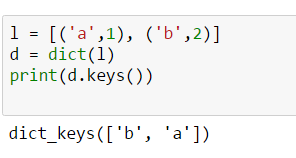 l = [('a',1), ('b',2)]
d = dict(l)
print(d.keys())
dict_keys(['b', 'a'])